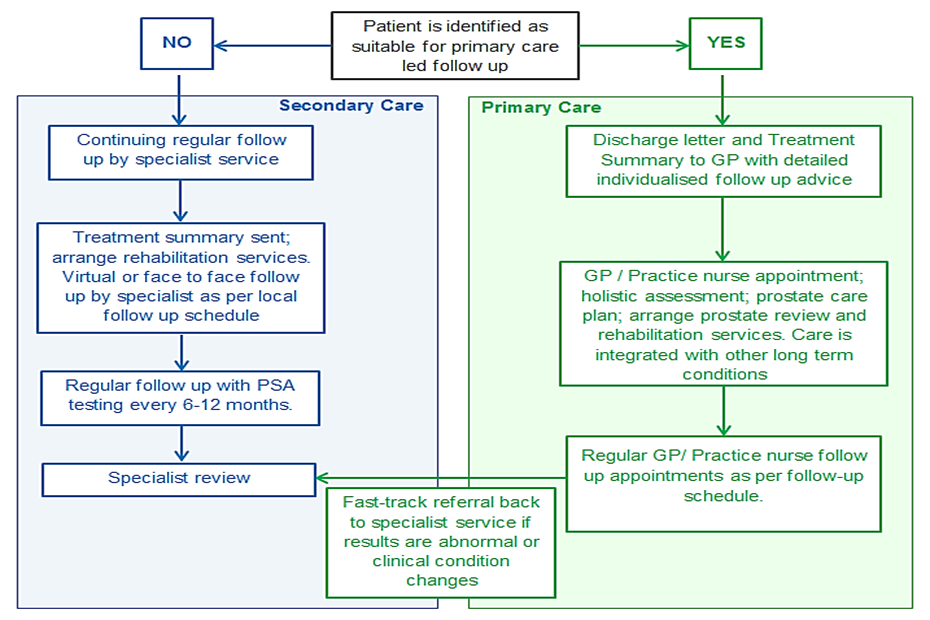 Patient is identified as
suitable for primary care
led follow up
NO
YES
Secondary Care
Continuing regular follow
up by specialist service
Treatment summary sent;
arrange rehabilitation services.
Virtual or face to face follow
up by specialist as per local
follow up schedule
Regular follow up with PSA
testing every 6-12 months.
Specialist review
Primary Care
Discharge letter and Treatment
Summary to GP with detailed
individualised follow up advice
GP / Practice nurse appointment;
holistic assessment; prostate care
plan; arrange prostate review and
rehabilitation services. Care is
integrated with other long term
conditions
Regular GP/ Practice nurse follow
up appointments as per follow-up
schedule.
Fast-track referral back
to specialist service if
results are abnormal or
clinical condition
changes